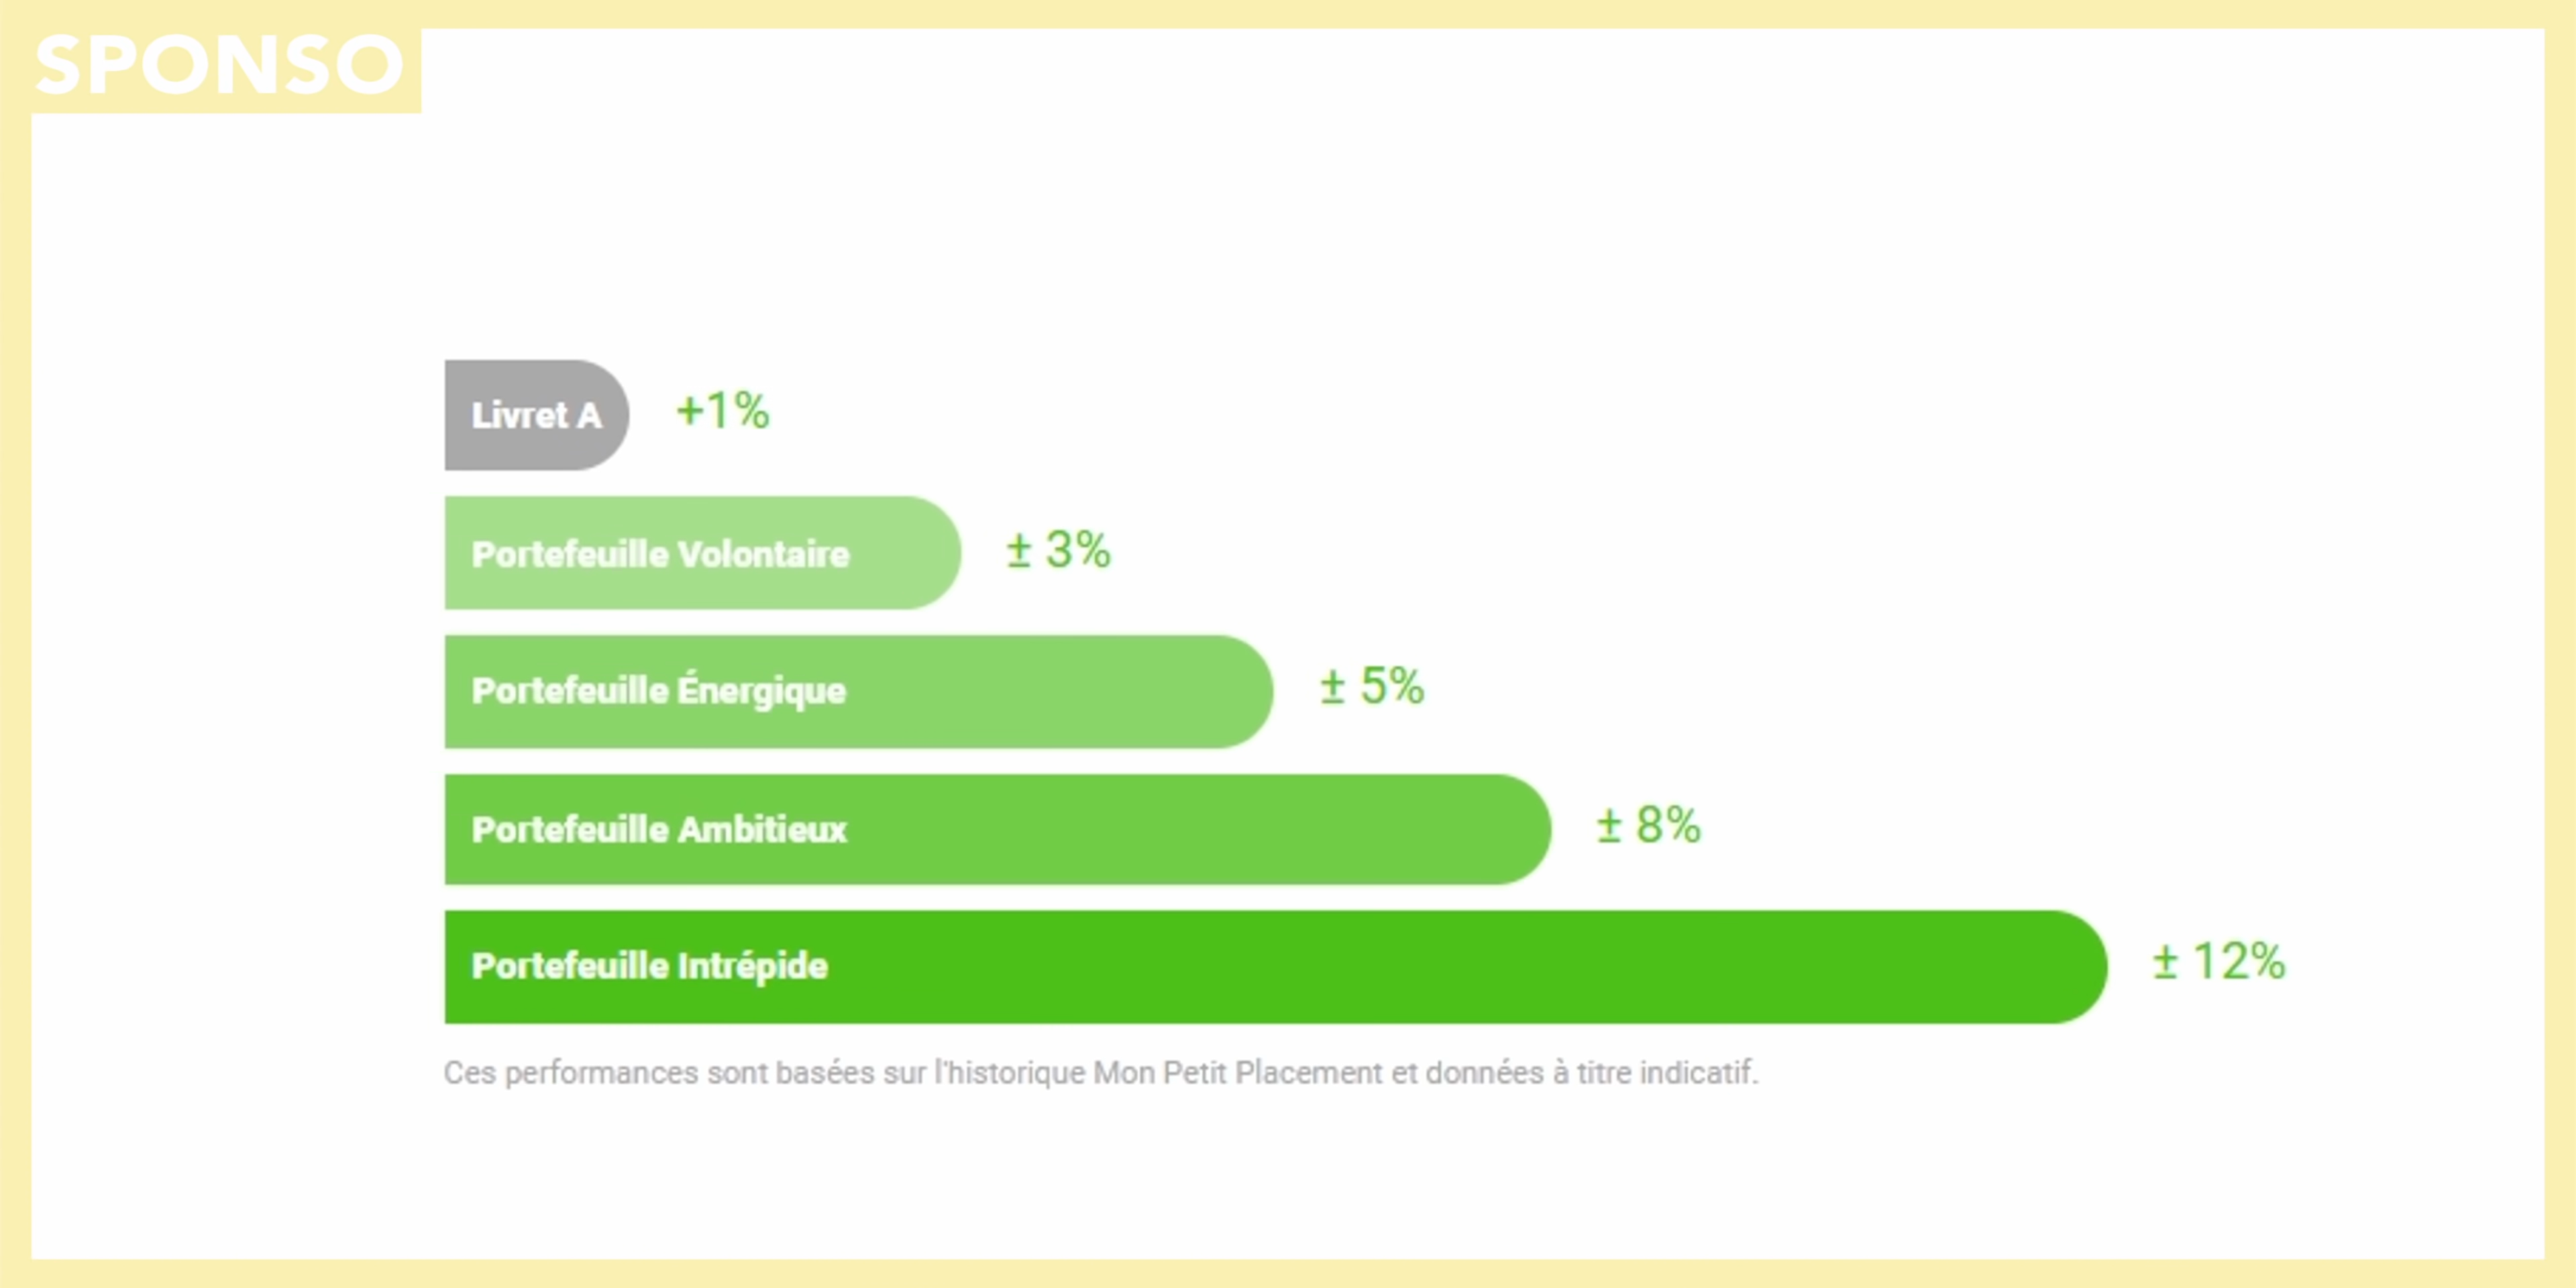 SPONSO
Livret A +1%
Portefeuille Volontaire ± 3%
Portefeuille Énergique ± 5%
Portefeuille Ambitieux ± 8%
Portefeuille Intrépide ± 12%
Ces performances sont basées sur l'historique Mon Petit Placement et données à titre indicatif.